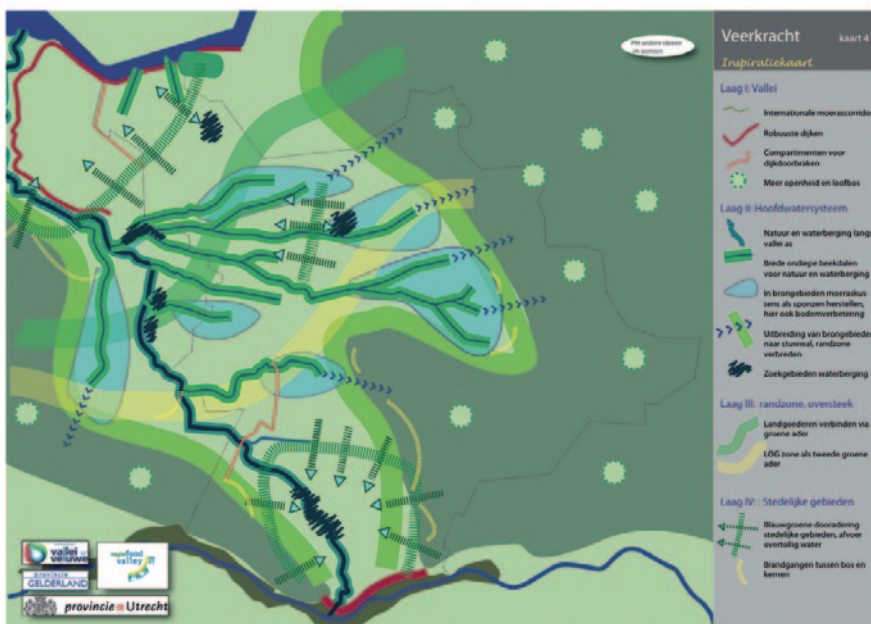 PM andere ideeen
en wensen
Veerkracht kaart 4
Inspiratiekaart
Laag I: Vallei
Internationale moerascorridor
Robuuste dijken
Compartimenten voor
dijkdoorbraken
Meer openheid en loofbos
Laag II: Hoofdwatersysteem
Natuur en waterberging langs
vallei as
Brede ondiepe beekdalen
voor natuur en waterberging
In brongebieden moeraskus-
sens als sponzen herstellen,
hier ook bodemverbetering
Uitbreiding van brongebieden
naar stuwwal, randzone
verbreden
Zoekgebieden waterberging
Laag III: randzone, oversteek
Landgoederen verbinden via
groene ader
LOG zone als tweede groene
ader
Laag IV: : Stedelijke gebieden
Blauwgroene dooradering
stedelijke gebieden, afvoer
overtallig water
Brandgangen tussen bos en
kernen
vallei en
veluwe
regio food
valley
provincie
GELDERLAND
provincie Utrecht